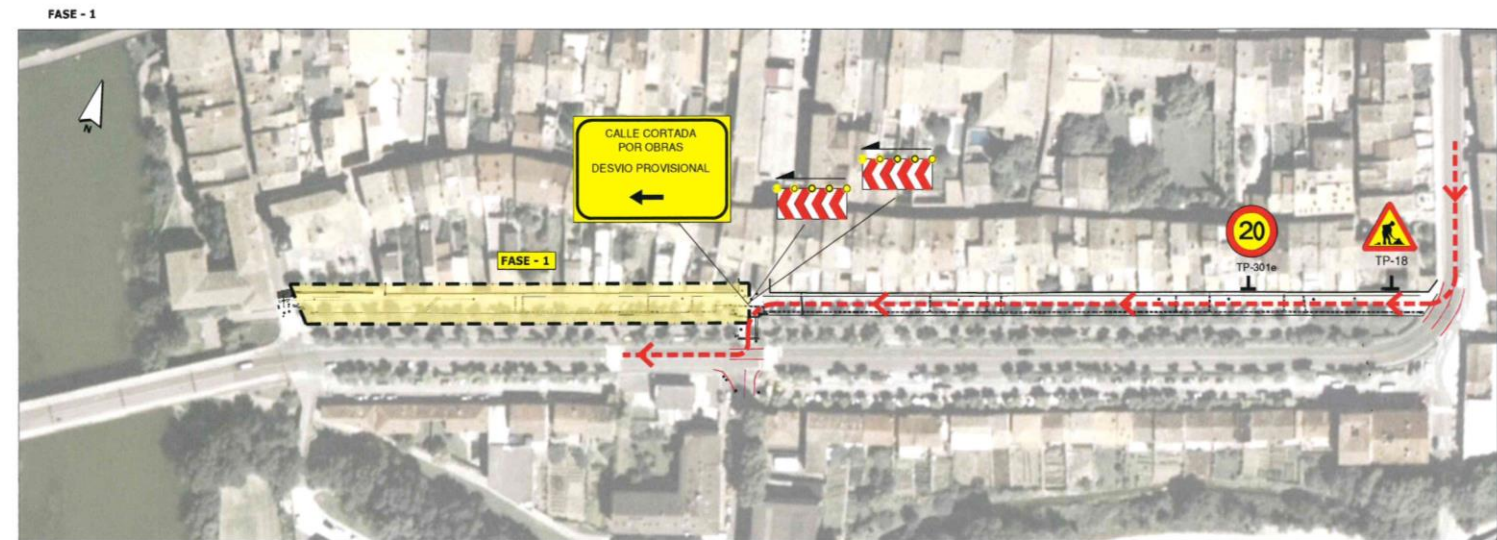 FASE - 1
N
CALLE CORTADA
POR OBRAS
DESVIO PROVISIONAL
FASE - 1
20
TP-301e
TP-18